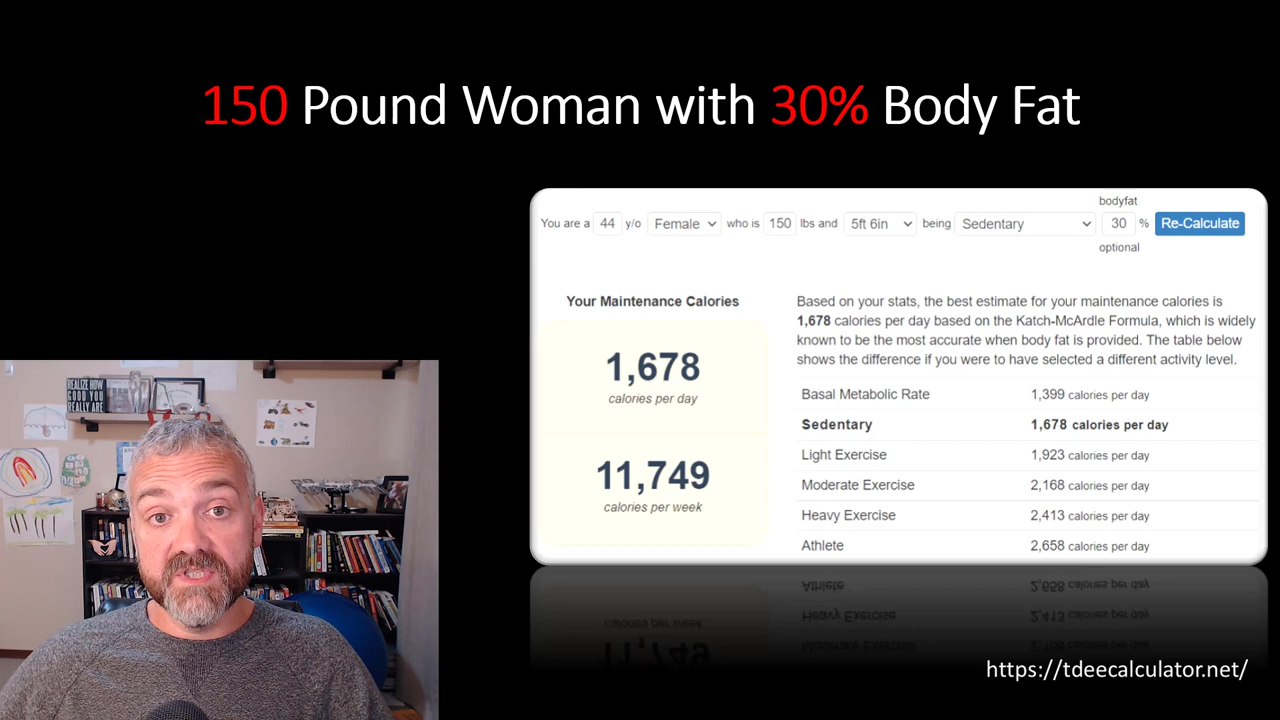 150 Pound Woman with 30% Body Fat
bodyfat
You are a 44 y/o Female who is 150 lbs and 5ft 6in being Sedentary 30 % Re-Calculate
optional
Your Maintenance Calories
1,678
calories per day
11,749
calories per week
Based on your stats, the best estimate for your maintenance calories is
1,678 calories per day based on the Katch-McArdle Formula, which is widely
known to be the most accurate when body fat is provided. The table below
shows the difference if you were to have selected a different activity level.
Basal Metabolic Rate 1,399 calories per day
Sedentary 1,678 calories per day
Light Exercise 1,923 calories per day
Moderate Exercise 2,168 calories per day
Heavy Exercise 2,413 calories per day
Athlete 2,658 calories per day
REALIZE HOW
GOOD YOU
REALLY ARE
https://tdeecalculator.net/